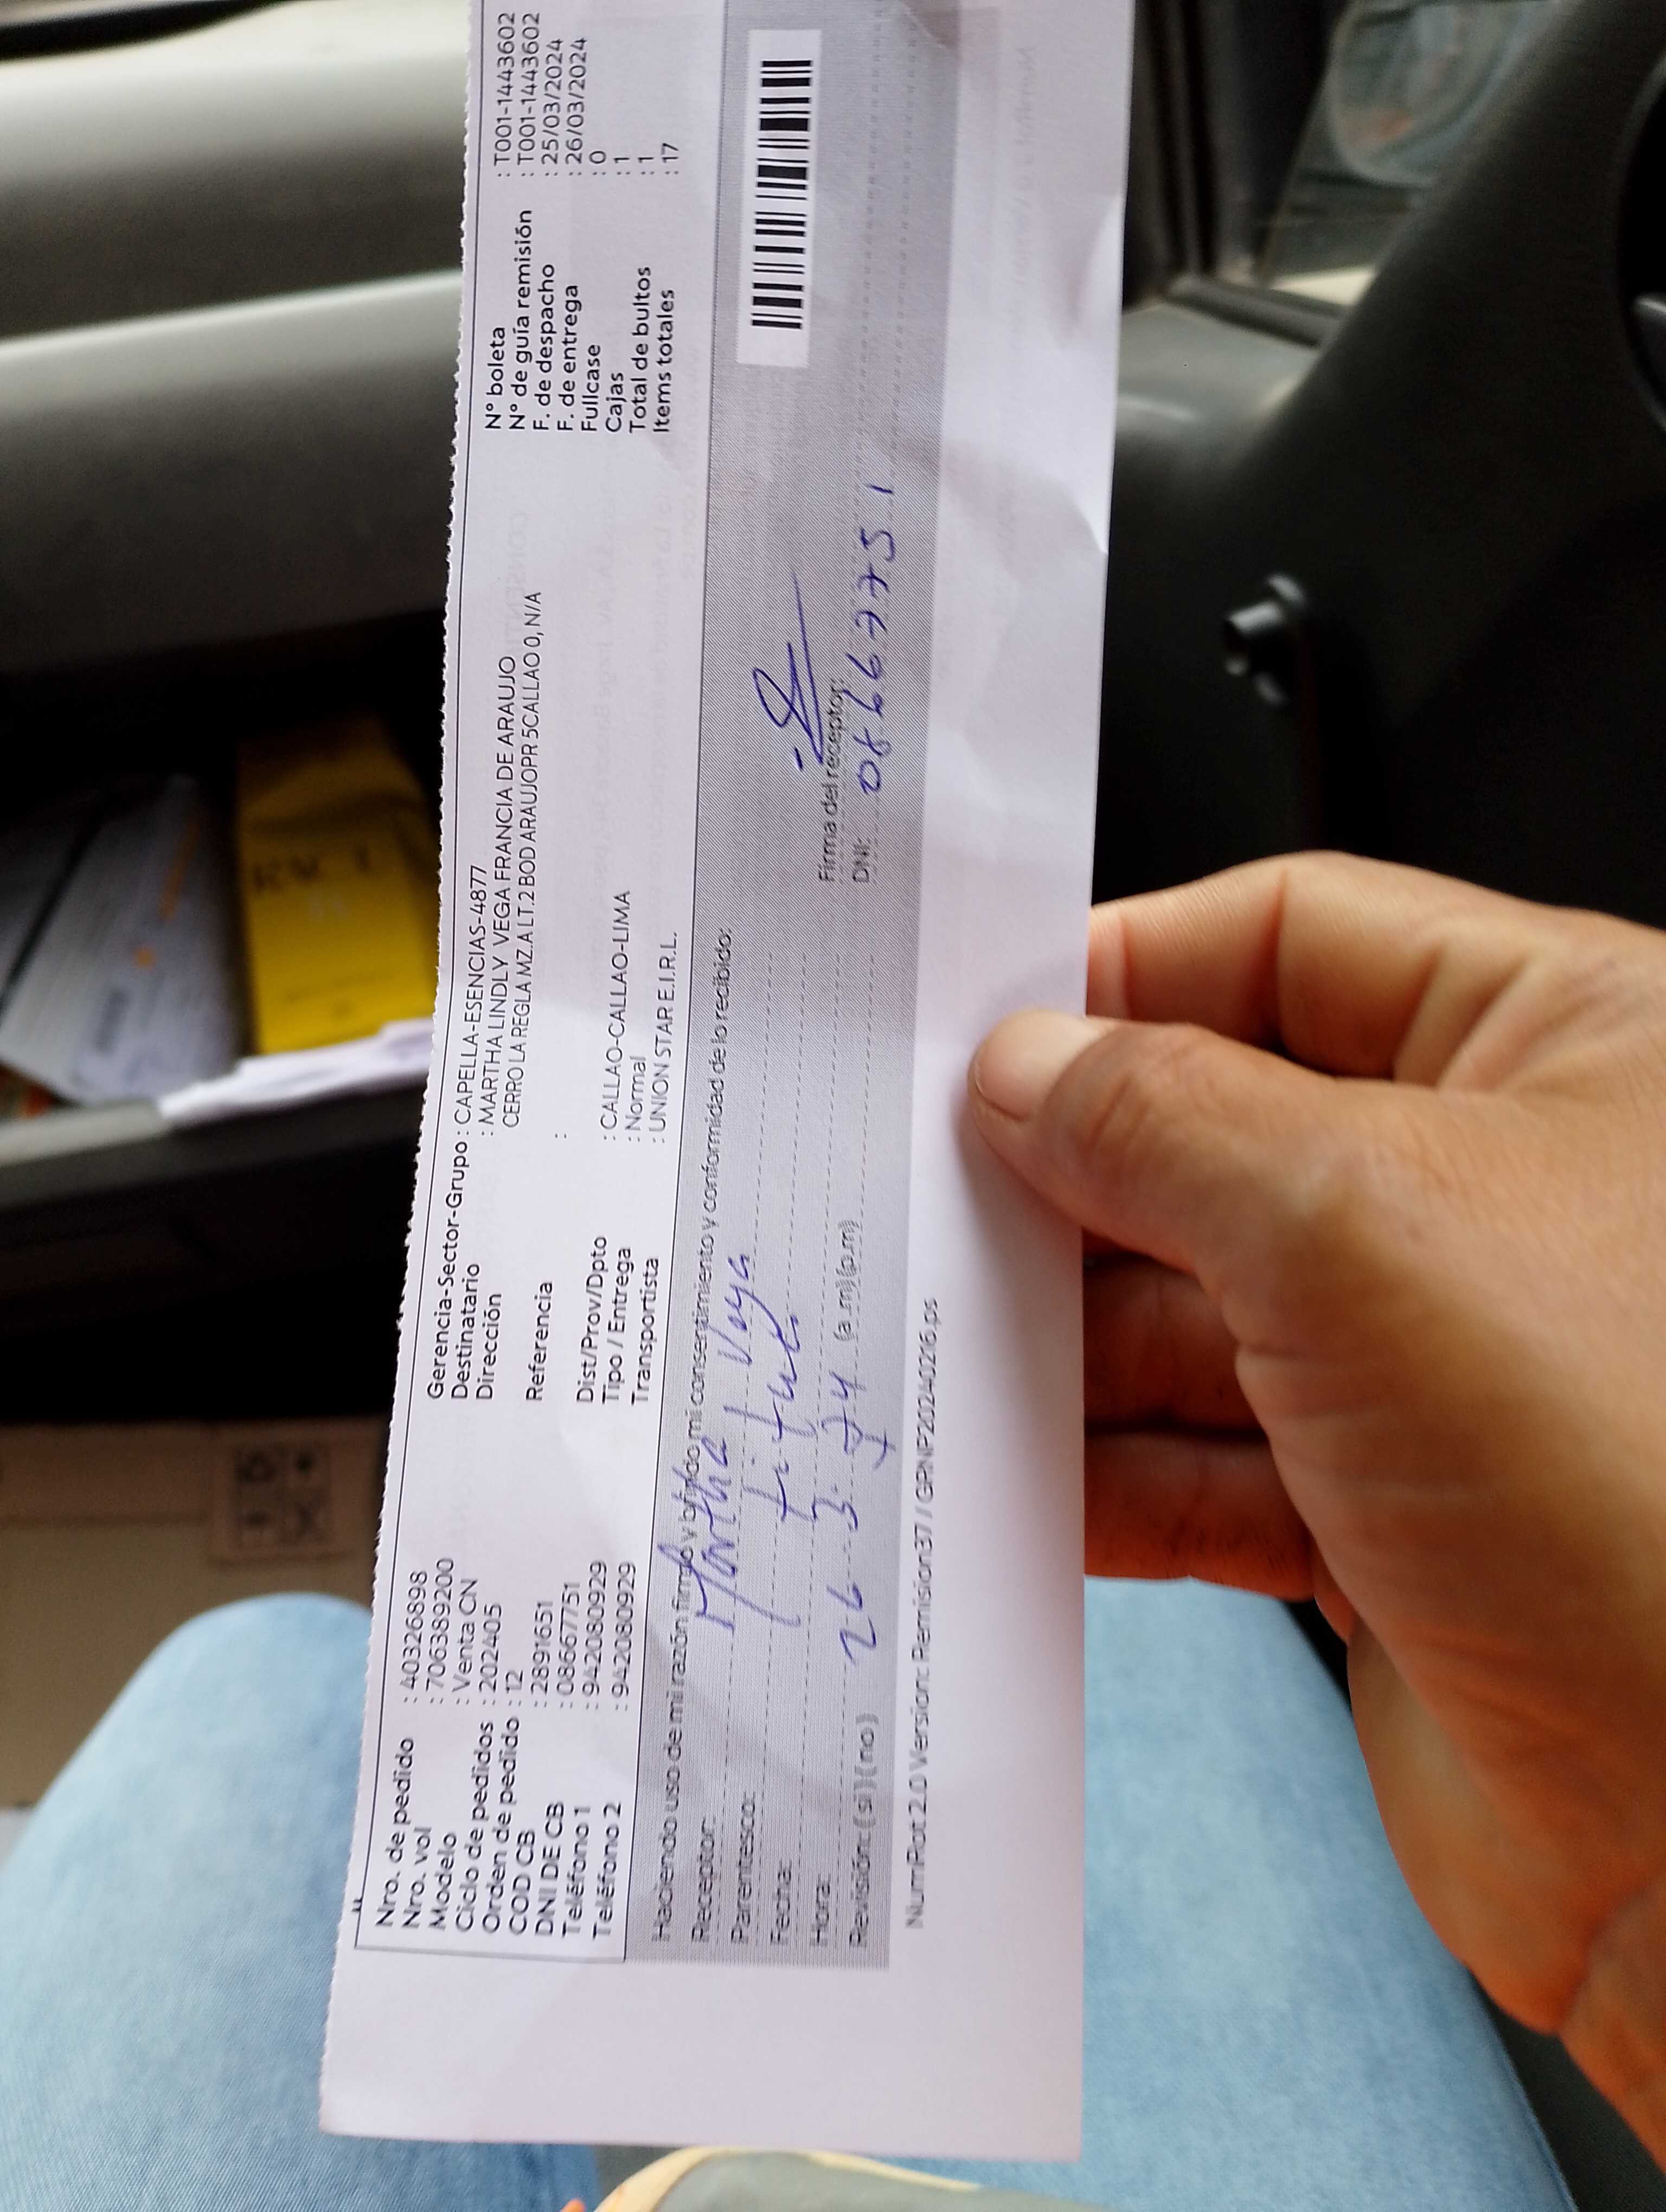 Nro. de pedido : 40326898
Nro. vol : 706389200
Modelo : Venta CN
Ciclo de pedidos : 202405
Orden de pedido : 12
COD CB : 2891651
DNI DE CB : 08667751
Teléfono 1 : 942080929
Teléfono 2 : 942080929
Gerencia-Sector-Grupo : CAPELLA-ESENCIAS-4877
Destinatario : MARTHA LINDLY VEGA FRANCIA DE ARAUJO
Dirección CERRO LA REGLA MZ.A LT.2 BOD ARAUJOPR 5CALLAO 0, N/A
Referencia :
Dist/Prov/Dpto : CALLAO-CALLAO-LIMA
Tipo / Entrega : Normal
Transportista : UNION STAR E.I.R.L.
N° boleta : T001-1443602
N° de guía remisión : T001-1443602
F. de despacho : 25/03/2024
F. de entrega : 26/03/2024
Fullcase : 0
Cajas : 1
Total de bultos : 1
Items totales : 17
Haciendo uso de mi razón firmo y brindo mi consentimiento y conformidad de lo recibido:
Receptor: Martha Vega
Parentesco: titular
Fecha: 26 3 24
Hora: (a.m)(p.m)
Revisión: (si) (no)
Firma del receptor:
DNI: 08667751
NumRot 2.0 Version: Remision37 / GRNP20240216.ps